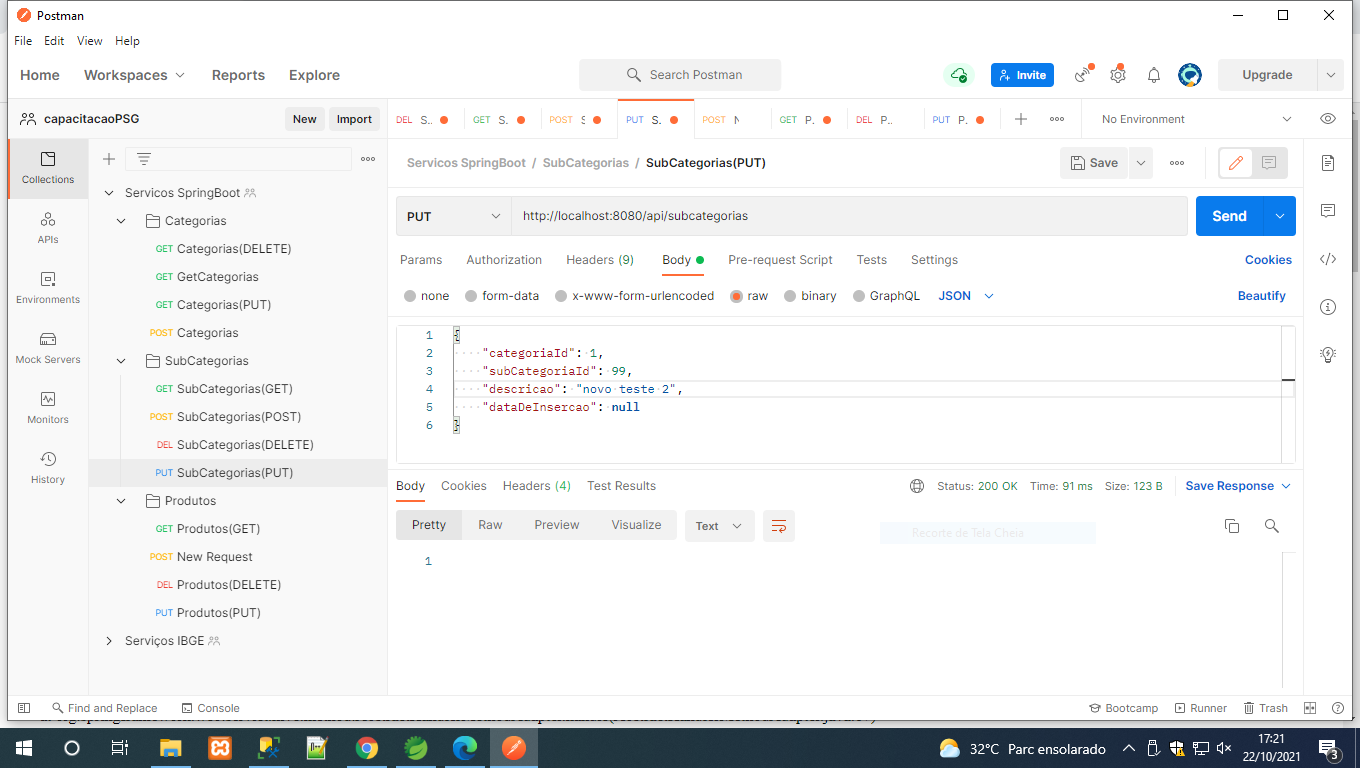 Postman
File Edit View Help
Home Workspaces Reports Explore Search Postman Invite Upgrade
capacitacaoPSG New Import
DEL S.. GET S. POST S PUT S. POST N GET P. DEL P.. PUT P. No Environment
Collections
APIs
Environments
Mock Servers
Monitors
History
Servicos SpringBoot
Categorias
GET Categorias(DELETE)
GET GetCategorias
GET Categorias(PUT)
POST Categorias
SubCategorias
GET SubCategorias(GET)
POST SubCategorias(POST)
DEL SubCategorias(DELETE)
PUT SubCategorias(PUT)
Produtos
GET Produtos(GET)
POST New Request
DEL Produtos(DELETE)
PUT Produtos(PUT)
Serviços IBGE
Servicos SpringBoot / SubCategorias / SubCategorias(PUT) Save
PUT http://localhost:8080/api/subcategorias Send
Params Authorization Headers (9) Body Pre-request Script Tests Settings Cookies
none form-data x-www-form-urlencoded raw binary GraphQL JSON Beautify
1 {
2 "categoriaId": 1,
3 "subCategoriaId": 99,
4 "descricao": "novo teste 2",
5 "dataDeInsercao": null
6 }
Body Cookies Headers (4) Test Results Status: 200 OK Time: 91 ms Size: 123 B Save Response
Pretty Raw Preview Visualize Text
Recorte de Tela Cheia
1
Find and Replace Console Bootcamp Runner Trash
32°C Parc ensolarado 17:21
22/10/2021
3